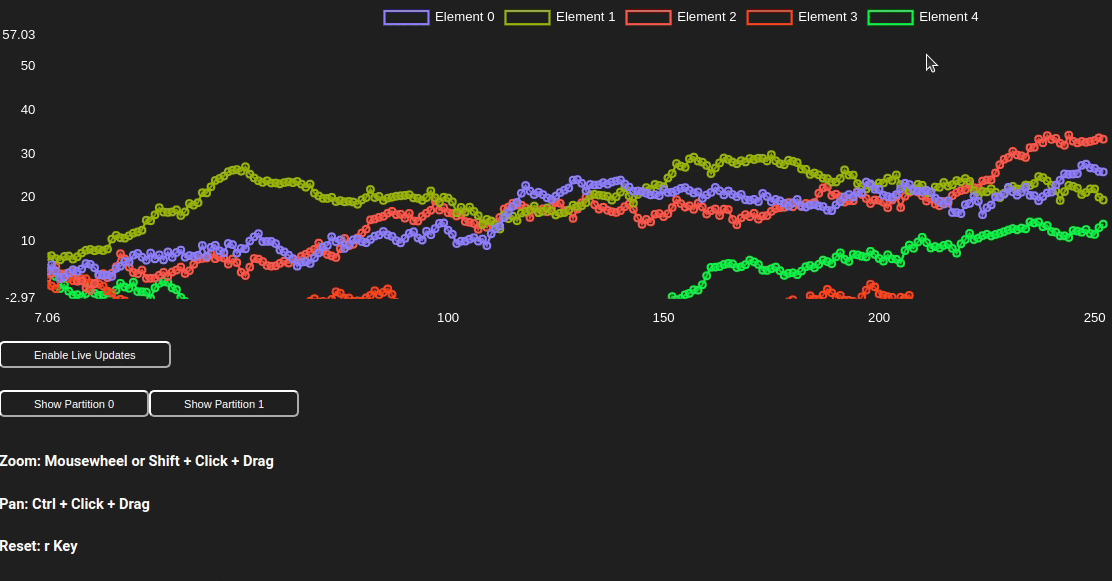 Element 0 Element 1 Element 2 Element 3 Element 4
57.03
50
40
30
20
10
-2.97
7.06 100 150 200 250
Enable Live Updates
Show Partition 0 Show Partition 1
Zoom: Mousewheel or Shift + Click + Drag
Pan: Ctrl + Click + Drag
Reset: r Key